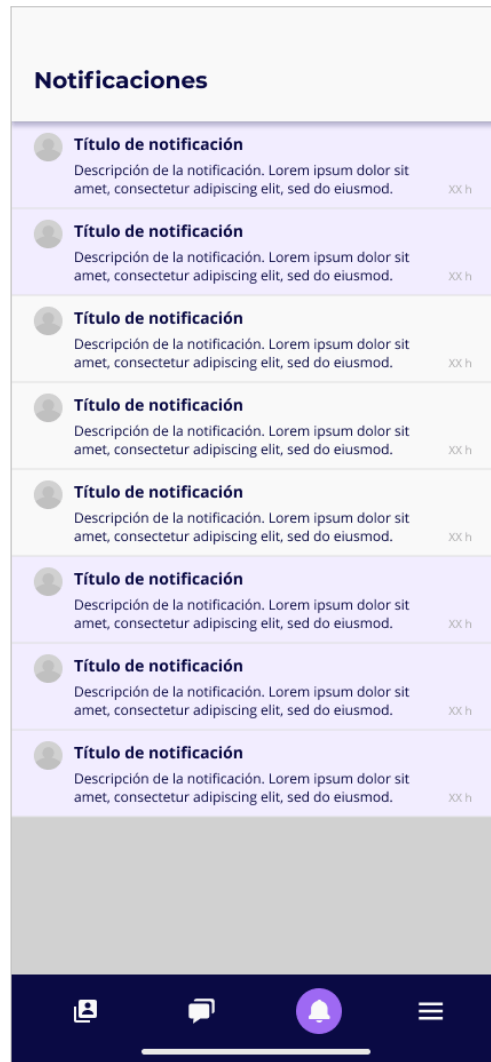 Notificaciones
Título de notificación
Descripción de la notificación. Lorem ipsum dolor sit
amet, consectetur adipiscing elit, sed do eiusmod.
XX h
Título de notificación
Descripción de la notificación. Lorem ipsum dolor sit
amet, consectetur adipiscing elit, sed do eiusmod.
XX h
Título de notificación
Descripción de la notificación. Lorem ipsum dolor sit
amet, consectetur adipiscing elit, sed do eiusmod.
XX h
Título de notificación
Descripción de la notificación. Lorem ipsum dolor sit
amet, consectetur adipiscing elit, sed do eiusmod.
XX h
Título de notificación
Descripción de la notificación. Lorem ipsum dolor sit
amet, consectetur adipiscing elit, sed do eiusmod.
XX h
Título de notificación
Descripción de la notificación. Lorem ipsum dolor sit
amet, consectetur adipiscing elit, sed do eiusmod.
XX h
Título de notificación
Descripción de la notificación. Lorem ipsum dolor sit
amet, consectetur adipiscing elit, sed do eiusmod.
XX h
Título de notificación
Descripción de la notificación. Lorem ipsum dolor sit
amet, consectetur adipiscing elit, sed do eiusmod.
XX h